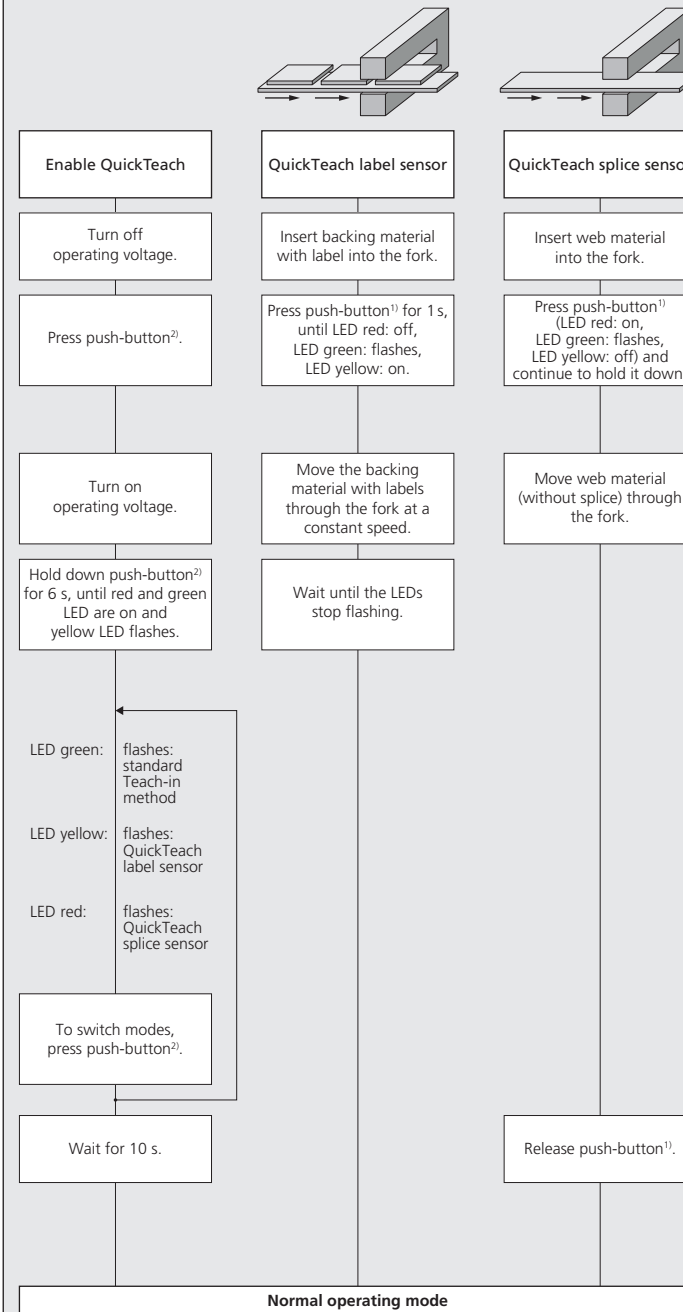 Enable QuickTeach
Turn off
operating voltage.
Press push-button2).
Turn on
operating voltage.
Hold down push-button2)
for 6 s, until red and green
LED are on and
yellow LED flashes.
LED green: flashes:
standard
Teach-in
method
LED yellow: flashes:
QuickTeach
label sensor
LED red: flashes:
QuickTeach
splice sensor
To switch modes,
press push-button2).
Wait for 10 s.
QuickTeach label sensor
Insert backing material
with label into the fork.
Press push-button1) for 1 s,
until LED red: off,
LED green: flashes,
LED yellow: on.
Move the backing
material with labels
through the fork at a
constant speed.
Wait until the LEDs
stop flashing.
QuickTeach splice senso
Insert web material
into the fork.
Press push-button1)
(LED red: on,
LED green: flashes,
LED yellow: off) and
continue to hold it down
Move web material
(without splice) through
the fork.
Release push-button1).
Normal operating mode